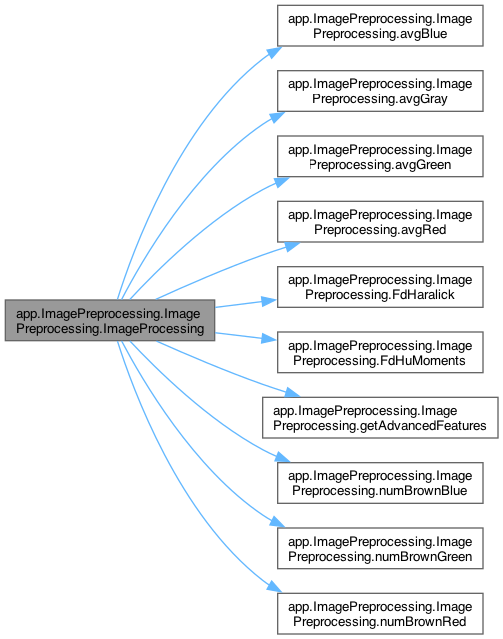 app.ImagePreprocessing.Image
Preprocessing.avgBlue
app.ImagePreprocessing.Image
Preprocessing.avgGray
app.ImagePreprocessing.Image
Preprocessing.avgGreen
app.ImagePreprocessing.Image
Preprocessing.avgRed
app.ImagePreprocessing.Image
Preprocessing.FdHaralick
app.ImagePreprocessing.Image
Preprocessing.ImageProcessing
app.ImagePreprocessing.Image
Preprocessing.FdHuMoments
app.ImagePreprocessing.Image
Preprocessing.getAdvancedFeatures
app.ImagePreprocessing.Image
Preprocessing.numBrownBlue
app.ImagePreprocessing.Image
Preprocessing.numBrownGreen
app.ImagePreprocessing.Image
Preprocessing.numBrownRed